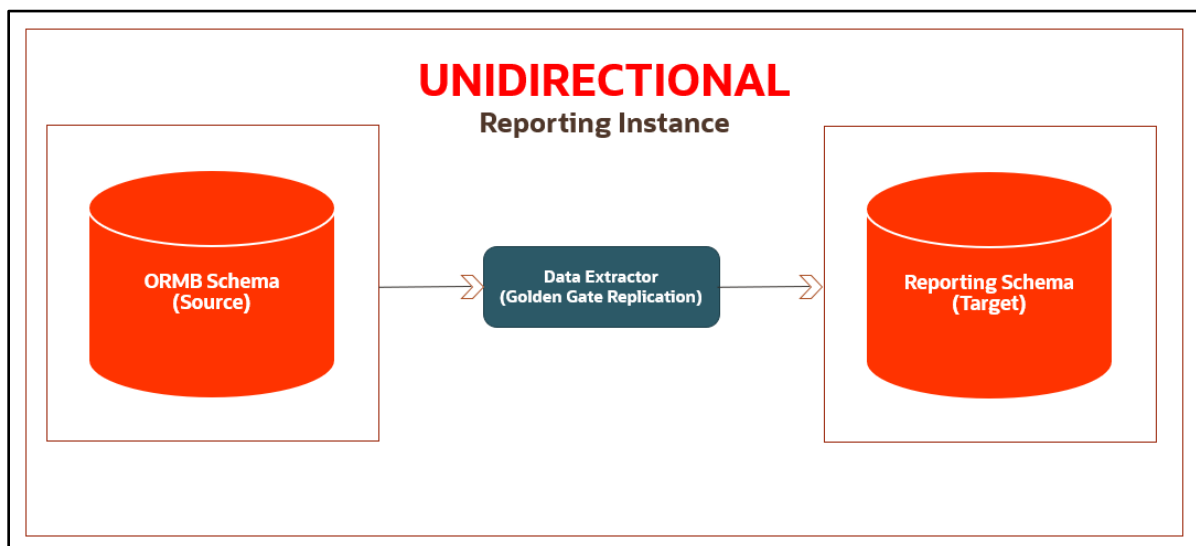 UNIDIRECTIONAL
Reporting Instance
ORMB Schema
(Source)
Data Extractor
(Golden Gate Replication)
Reporting Schema
(Target)